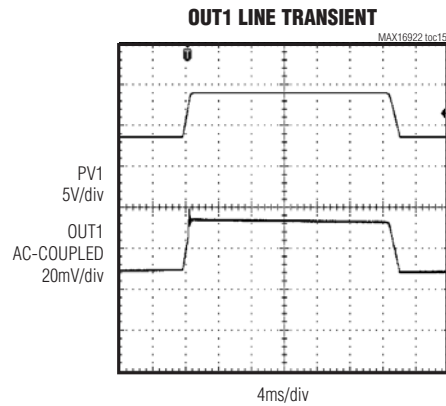 OUT1 LINE TRANSIENT
MAX16922 toc15
PV1
5V/div
OUT1
AC-COUPLED
20mV/div
4ms/div